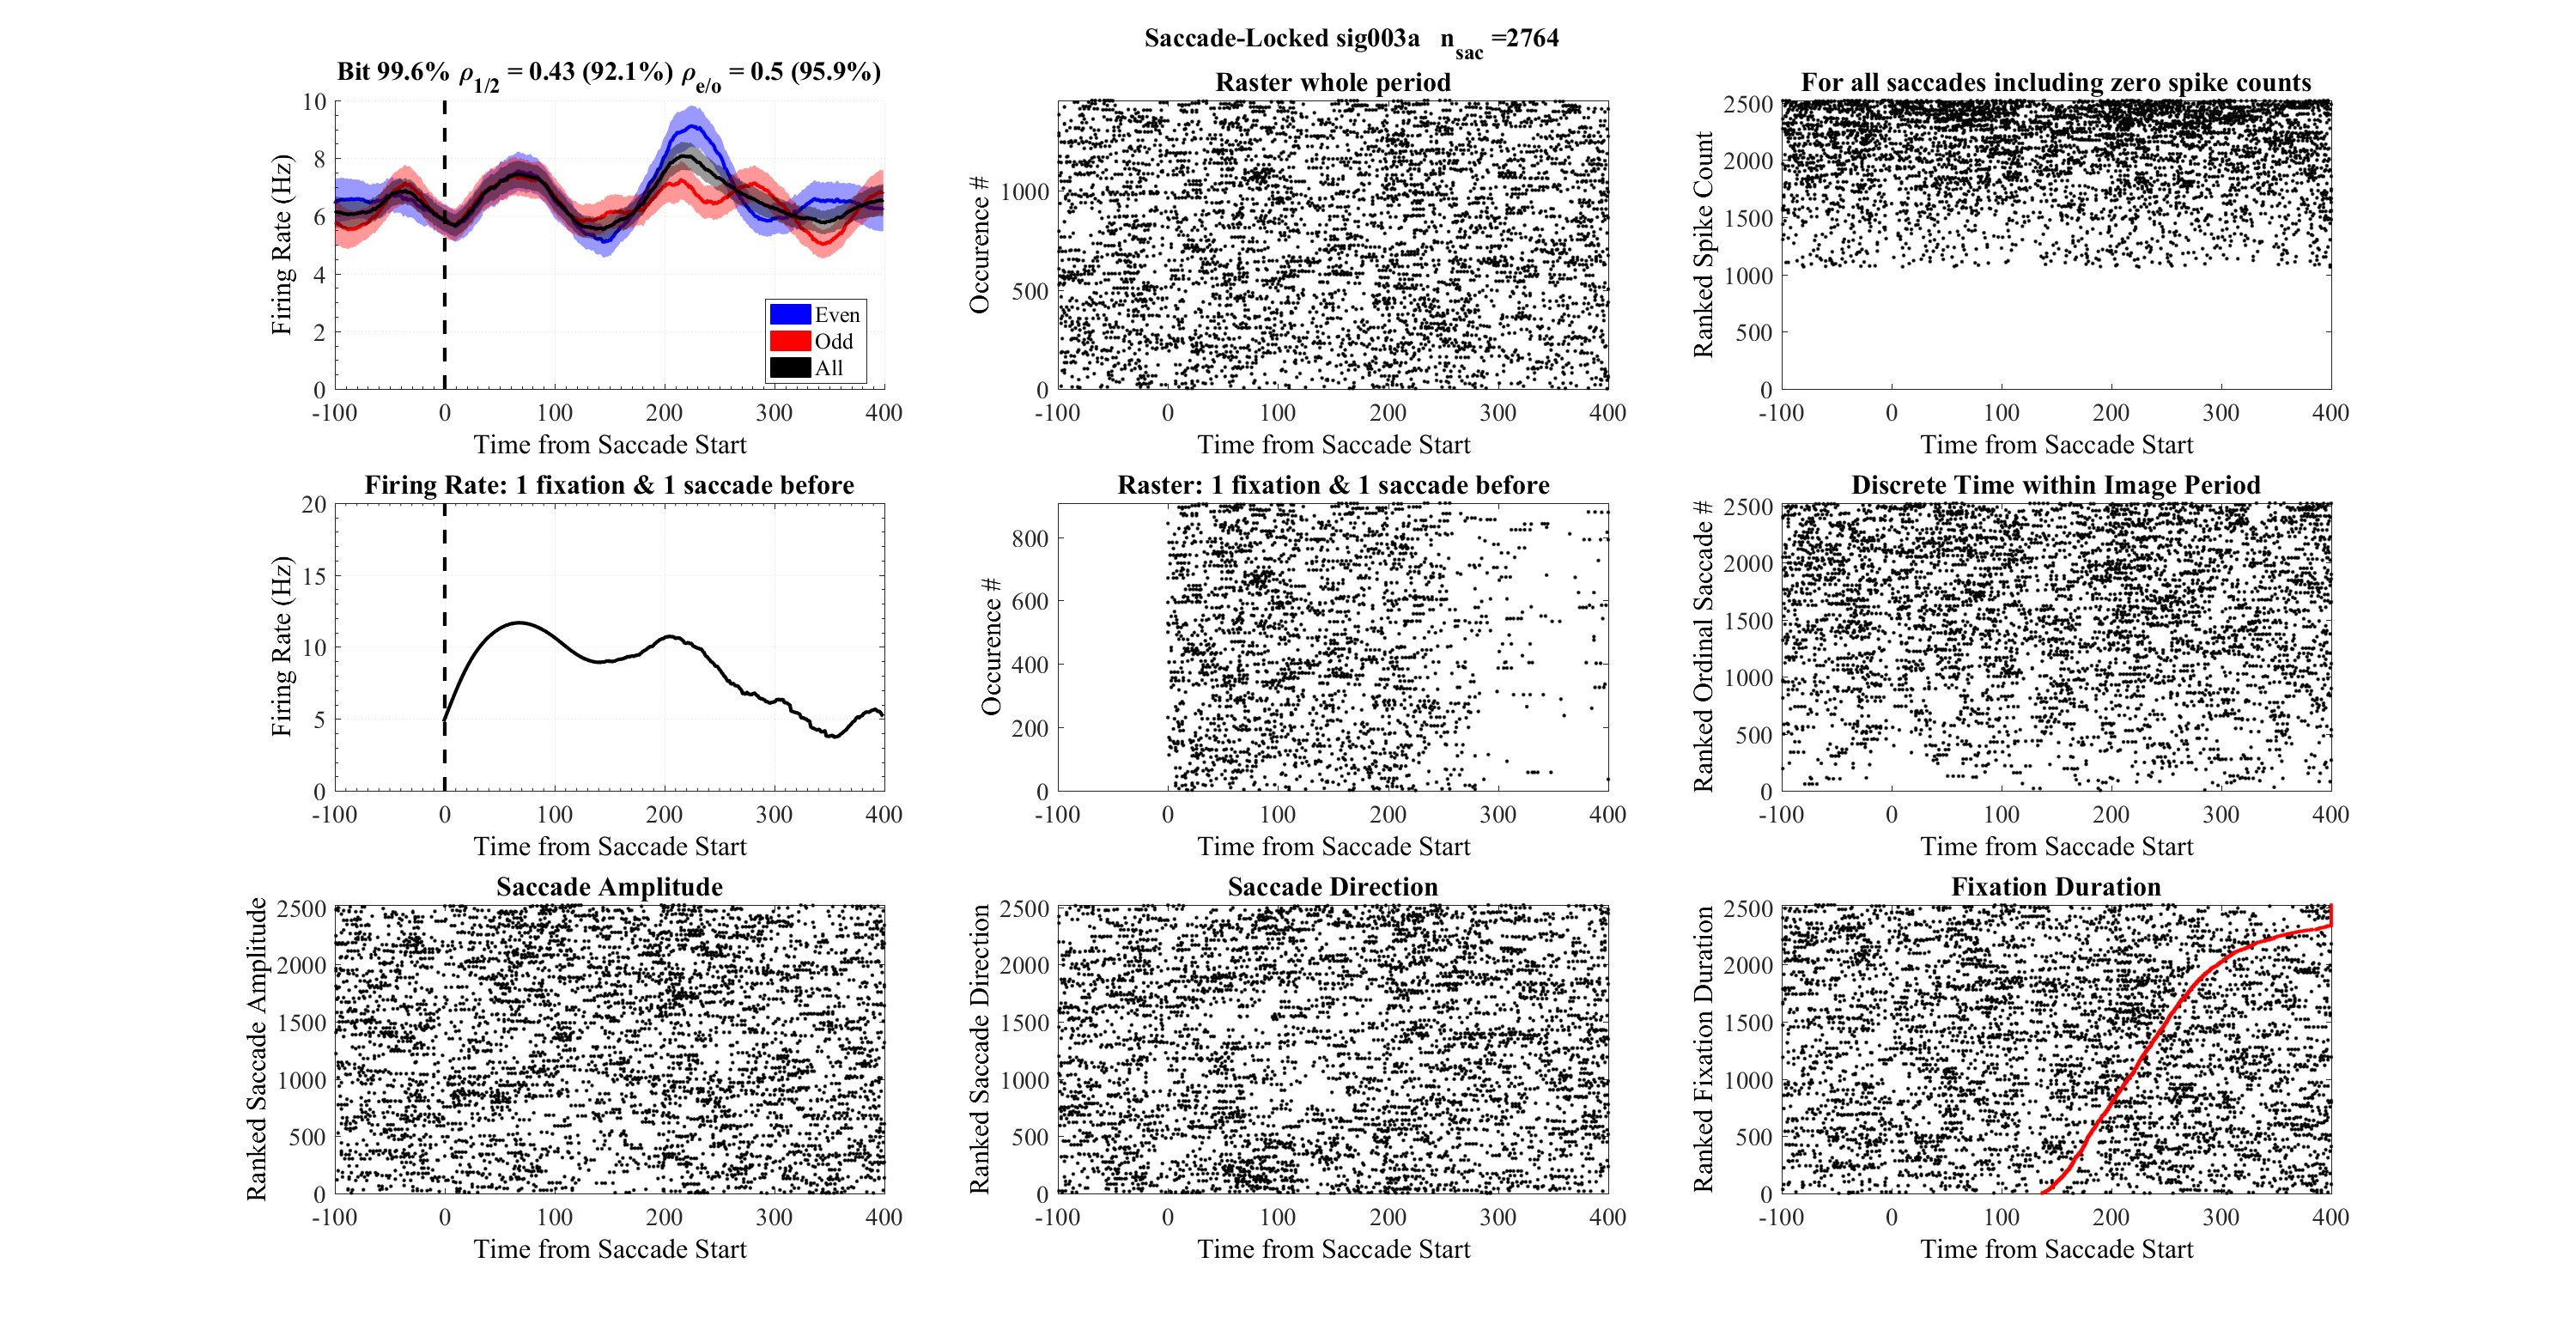 Saccade-Locked sig003a n_sac =2764
Bit 99.6% ρ_1/2 = 0.43 (92.1%) ρ_e/o = 0.5 (95.9%)
Firing Rate (Hz)
10
8
6
4
2
0
Even
Odd
All
-100 0 100 200 300 400
Time from Saccade Start
Raster whole period
Occurence #
1000
500
0
-100 0 100 200 300 400
Time from Saccade Start
For all saccades including zero spike counts
Ranked Spike Count
2500
2000
1500
1000
500
0
-100 0 100 200 300 400
Time from Saccade Start
Firing Rate: 1 fixation & 1 saccade before
Firing Rate (Hz)
20
15
10
5
0
-100 0 100 200 300 400
Time from Saccade Start
Raster: 1 fixation & 1 saccade before
Occurence #
800
600
400
200
0
-100 0 100 200 300 400
Time from Saccade Start
Discrete Time within Image Period
Ranked Ordinal Saccade #
2500
2000
1500
1000
500
0
-100 0 100 200 300 400
Time from Saccade Start
Saccade Amplitude
Ranked Saccade Amplitude
2500
2000
1500
1000
500
0
-100 0 100 200 300 400
Time from Saccade Start
Saccade Direction
Ranked Saccade Direction
2500
2000
1500
1000
500
0
-100 0 100 200 300 400
Time from Saccade Start
Fixation Duration
Ranked Fixation Duration
2500
2000
1500
1000
500
0
-100 0 100 200 300 400
Time from Saccade Start